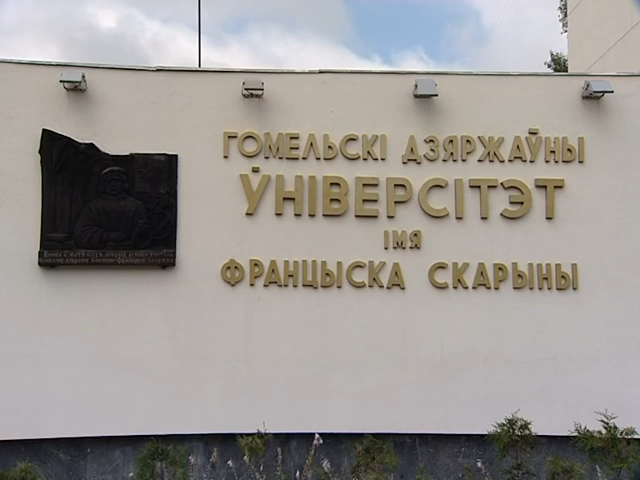 ГОМЕЛЬСКІ ДЗЯРЖАЎНЫ
ЎНІВЕРСІТЭТ
ІМЯ
ФРАНЦЫСКА СКАРЫНЫ